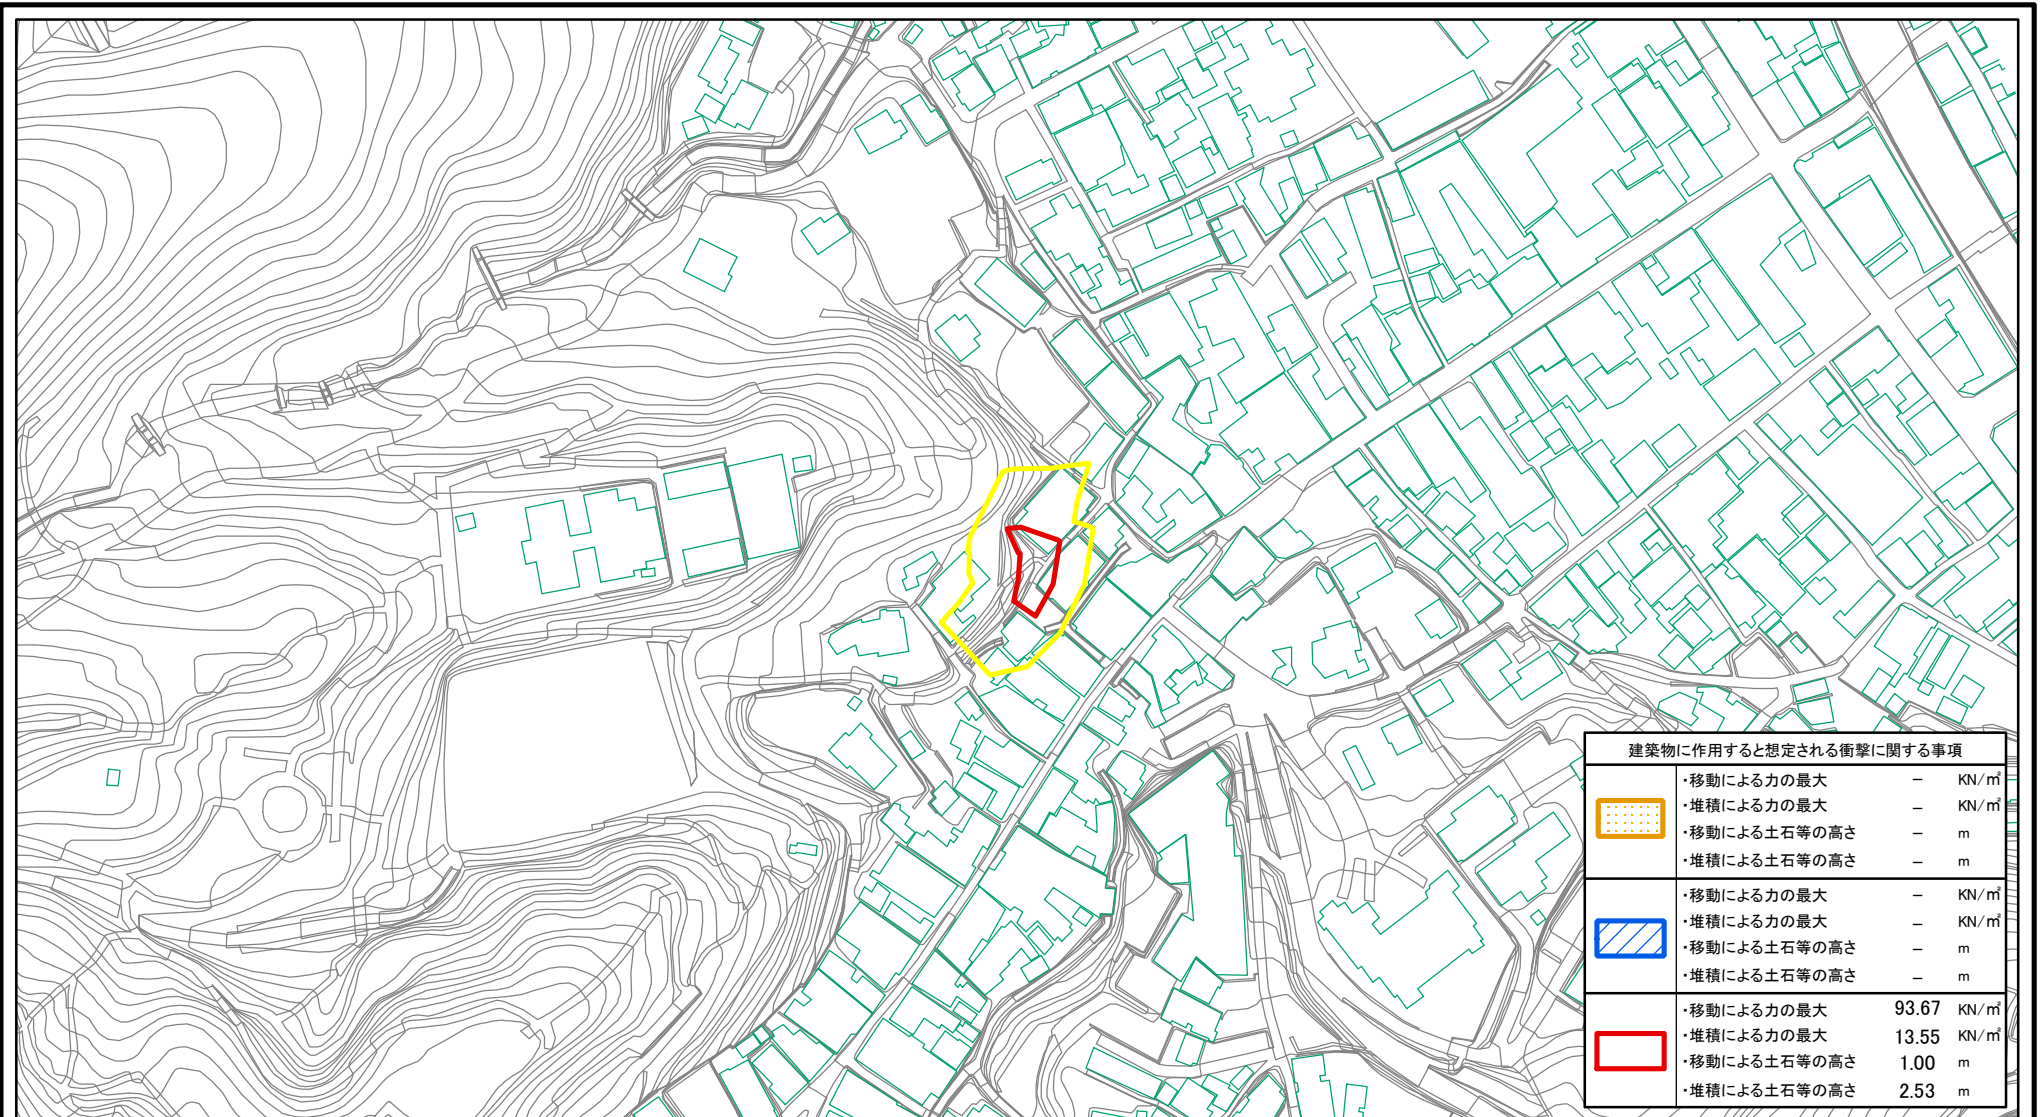 建築物に作用すると想定される衝撃に関する事項
・移動による力の最大 － KN/㎡
・堆積による力の最大 － KN/㎡
・移動による土石等の高さ － m
・堆積による土石等の高さ － m
・移動による力の最大 － KN/㎡
・堆積による力の最大 － KN/㎡
・移動による土石等の高さ － m
・堆積による土石等の高さ － m
・移動による力の最大 93.67 KN/㎡
・堆積による力の最大 13.55 KN/㎡
・移動による土石等の高さ 1.00 m
・堆積による土石等の高さ 2.53 m